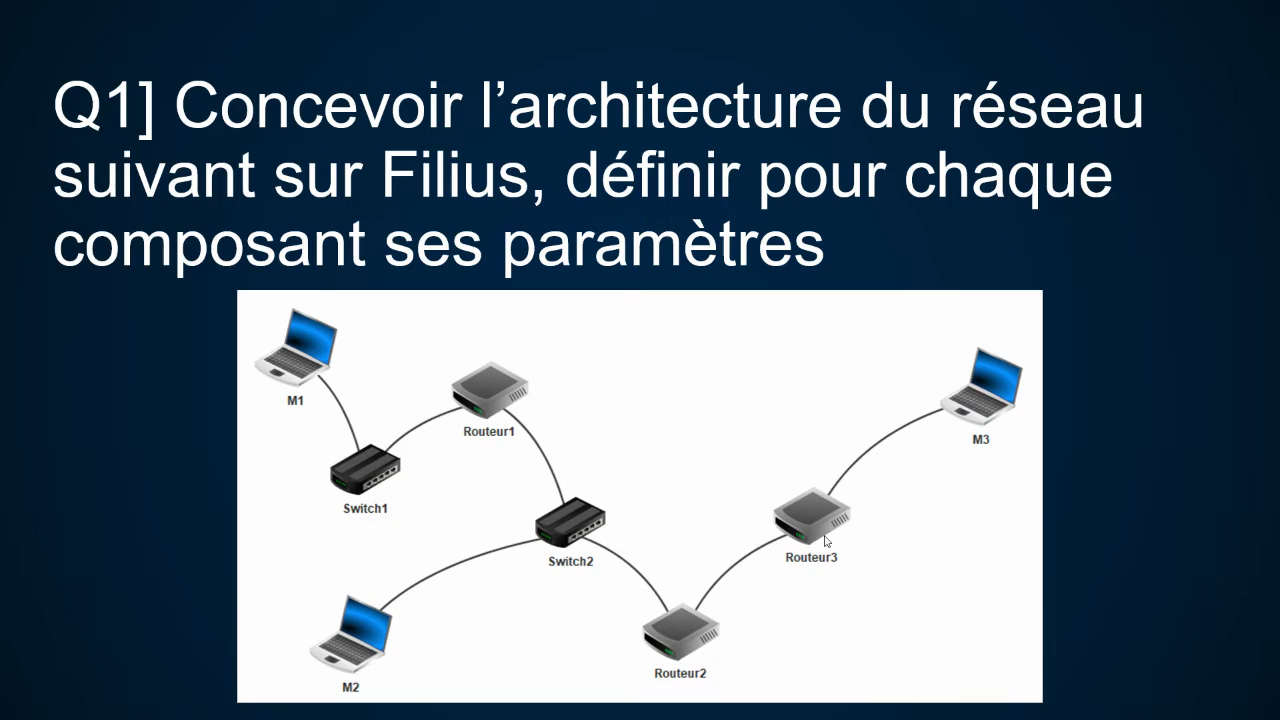 Q1] Concevoir l’architecture du réseau
suivant sur Filius, définir pour chaque
composant ses paramètres
M1
Routeur1
M3
Switch1
Switch2
Routeur3
Routeur2
M2